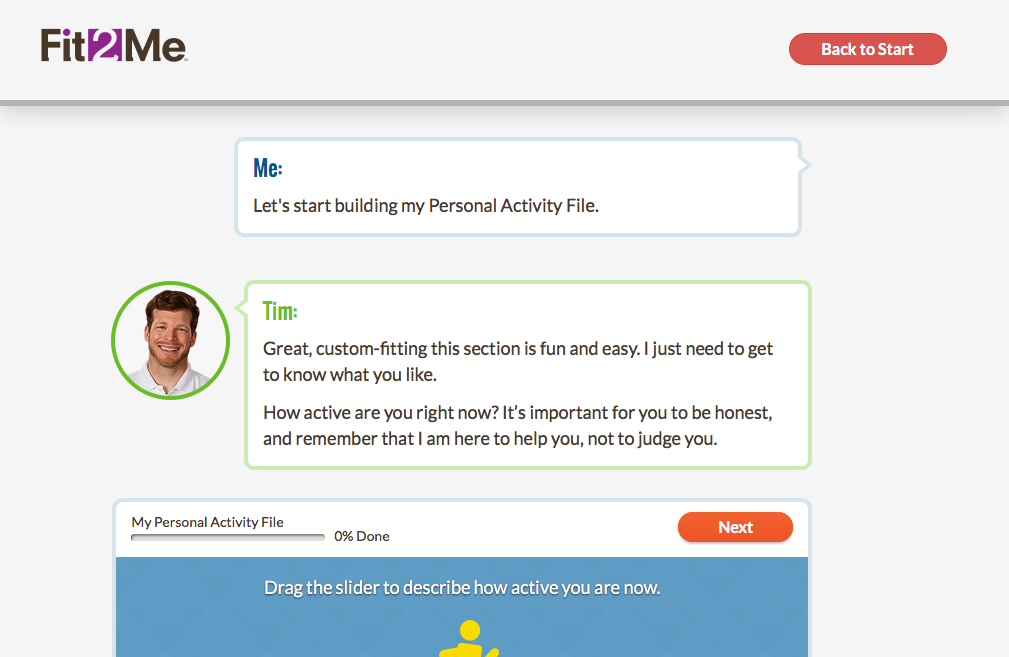 Fit2Me
Back to Start
Me:
Let's start building my Personal Activity File.
Tim:
Great, custom-fitting this section is fun and easy. I just need to get
to know what you like.
How active are you right now? It’s important for you to be honest,
and remember that I am here to help you, not to judge you.
My Personal Activity File
0% Done
Next
Drag the slider to describe how active you are now.